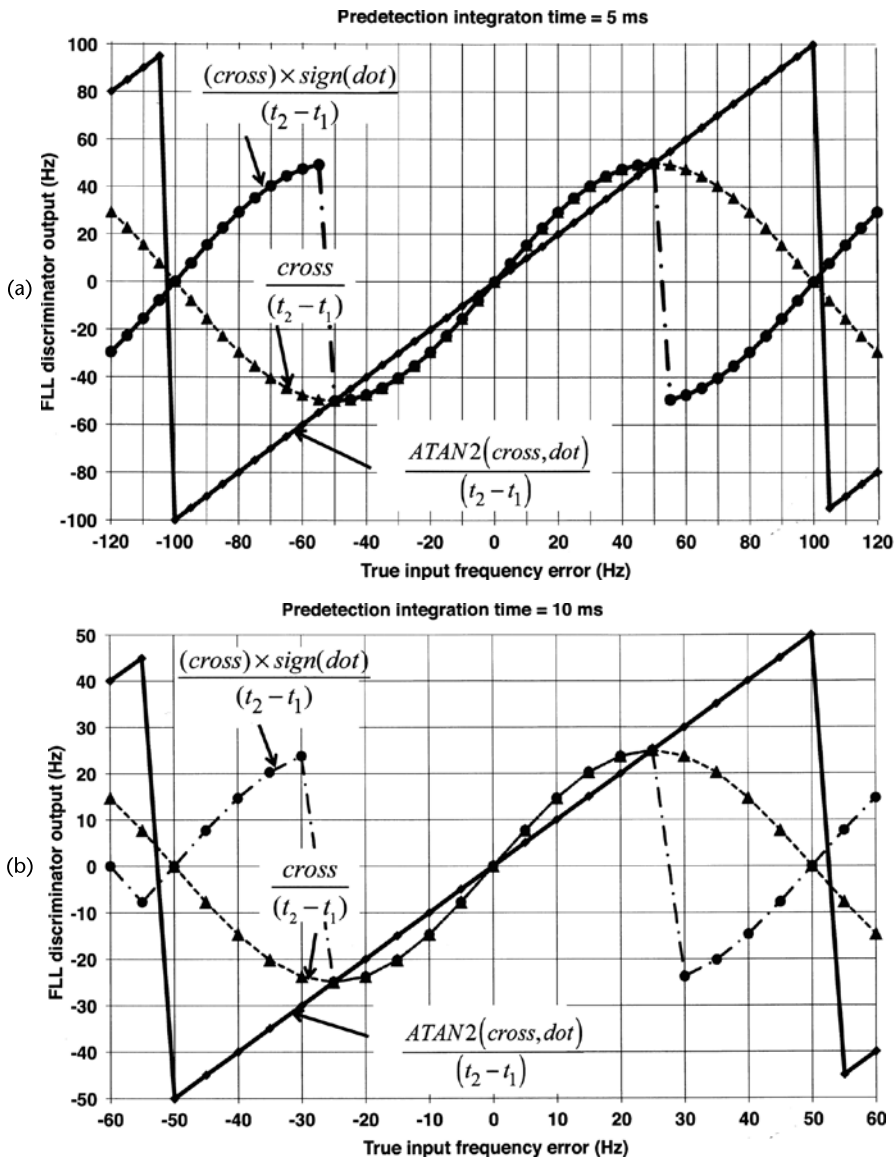 Predetection integraton time = 5 ms
100
80
60
40
20
0
-20
-40
-60
-80
-100
FLL discriminator output (Hz)
(a)
(cross)×sign(dot)
(t2 − t1)
cross
(t2 − t1)
ATAN2(cross,dot)
(t2 − t1)
-120 -100 -80 -60 -40 -20 0 20 40 60 80 100 120
True input frequency error (Hz)
Predetection integration time = 10 ms
50
40
30
20
10
0
-10
-20
-30
-40
-50
FLL discriminator output (Hz)
(b)
(cross)×sign(dot)
(t2 − t1)
cross
(t2 − t1)
ATAN2(cross,dot)
(t2 − t1)
-60 -50 -40 -30 -20 -10 0 10 20 30 40 50 60
True input frequency error (Hz)